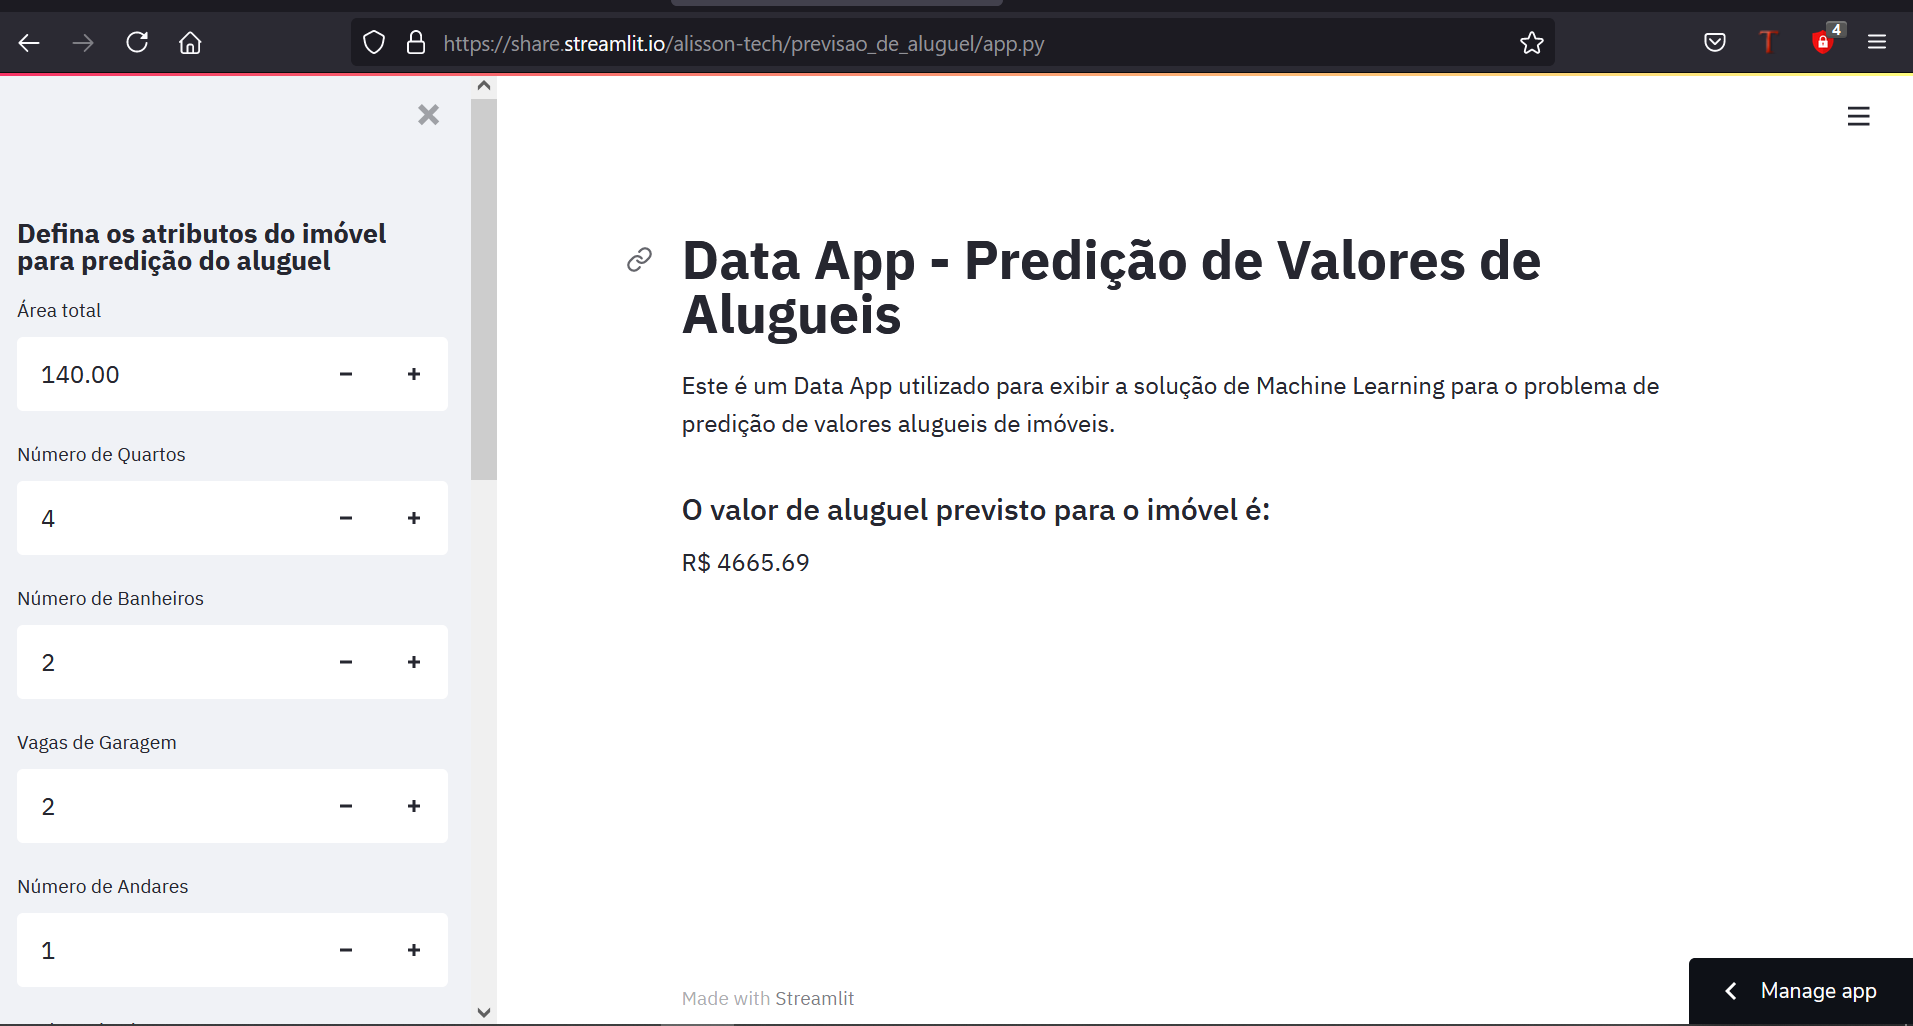 https://share.streamlit.io/alisson-tech/previsao_de_aluguel/app.py
4
Defina os atributos do imóvel
para predição do aluguel
Área total
140.00
Número de Quartos
4
Número de Banheiros
2
Vagas de Garagem
2
Número de Andares
1
Data App - Predição de Valores de
Alugueis
Este é um Data App utilizado para exibir a solução de Machine Learning para o problema de
predição de valores alugueis de imóveis.
O valor de aluguel previsto para o imóvel é:
R$ 4665.69
Made with Streamlit
Manage app